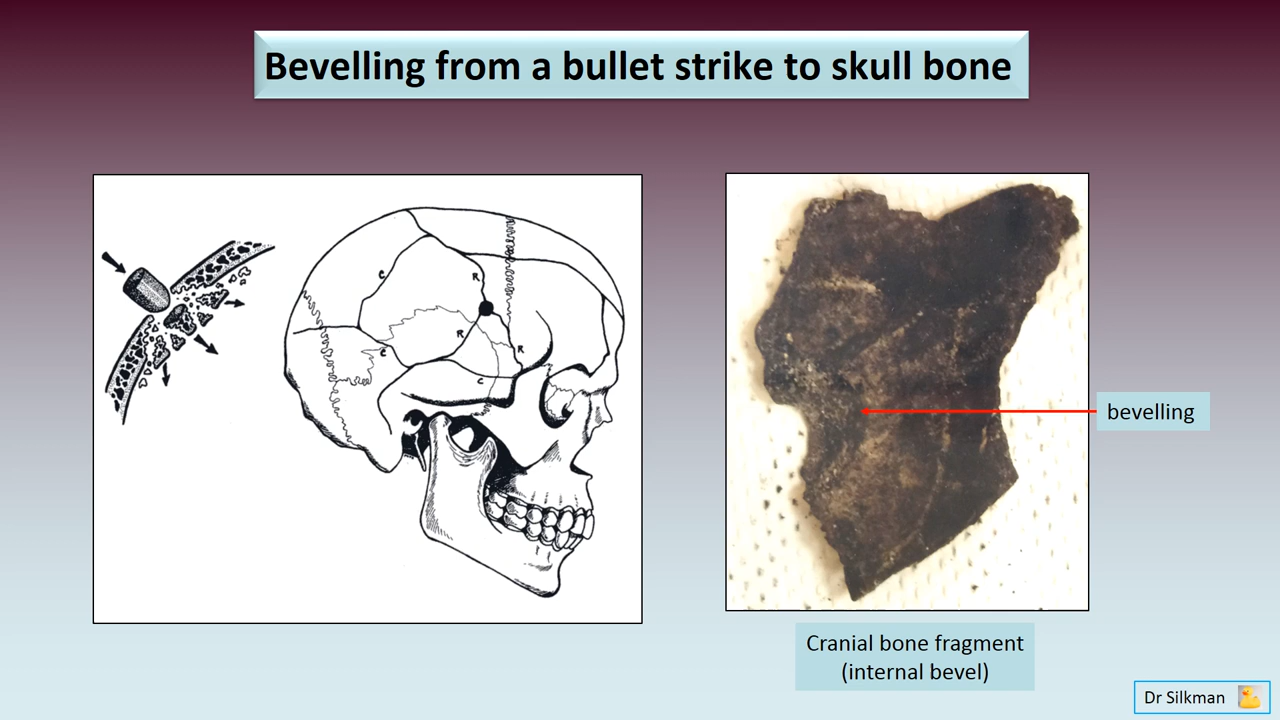 Bevelling from a bullet strike to skull bone
C
R
R
C
R
C
bevelling
Cranial bone fragment
(internal bevel)
Dr Silkman